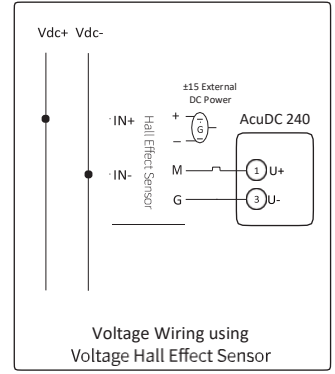 Vdc+ Vdc-
±15 External
DC Power
IN+
+
G
−
AcuDC 240
Hall Effect Sensor
IN-
M
1 U+
G
3 U-
Voltage Wiring using
Voltage Hall Effect Sensor